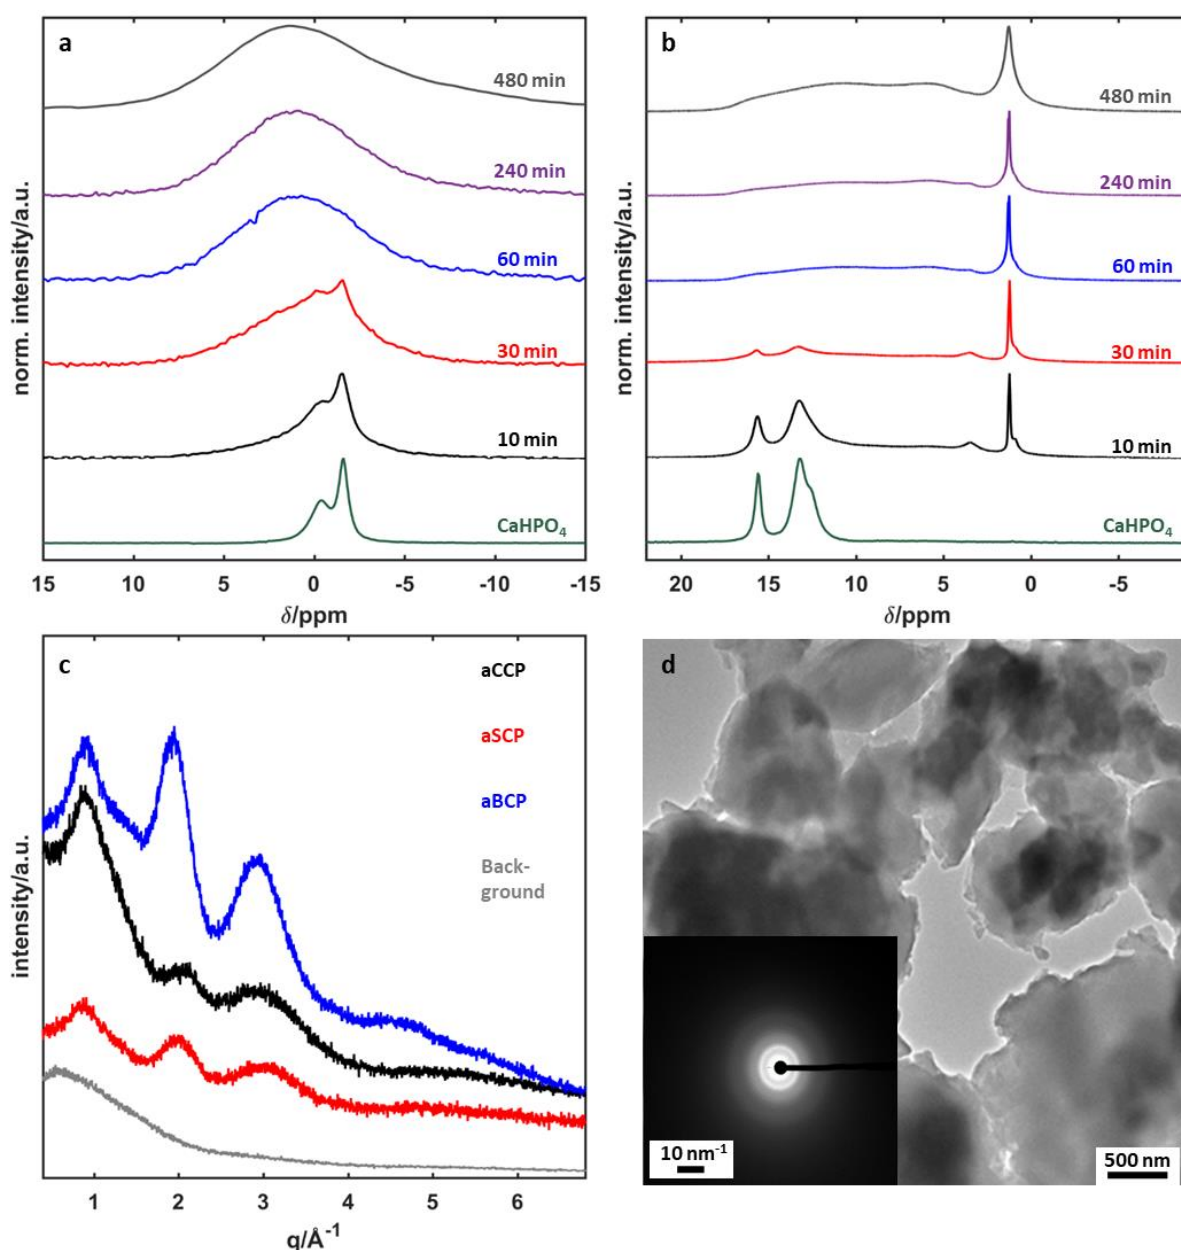 a
480 min
240 min
60 min
30 min
10 min
CaHPO4
norm. intensity/a.u.
15 10 5 0 -5 -10 -15
δ/ppm
b
480 min
240 min
60 min
30 min
10 min
CaHPO4
norm. intensity/a.u.
20 15 10 5 0 -5
δ/ppm
c
aCCP
aSCP
aBCP
Back-
ground
intensity/a.u.
1 2 3 4 5 6
q/Å-1
d
10 nm-1
500 nm